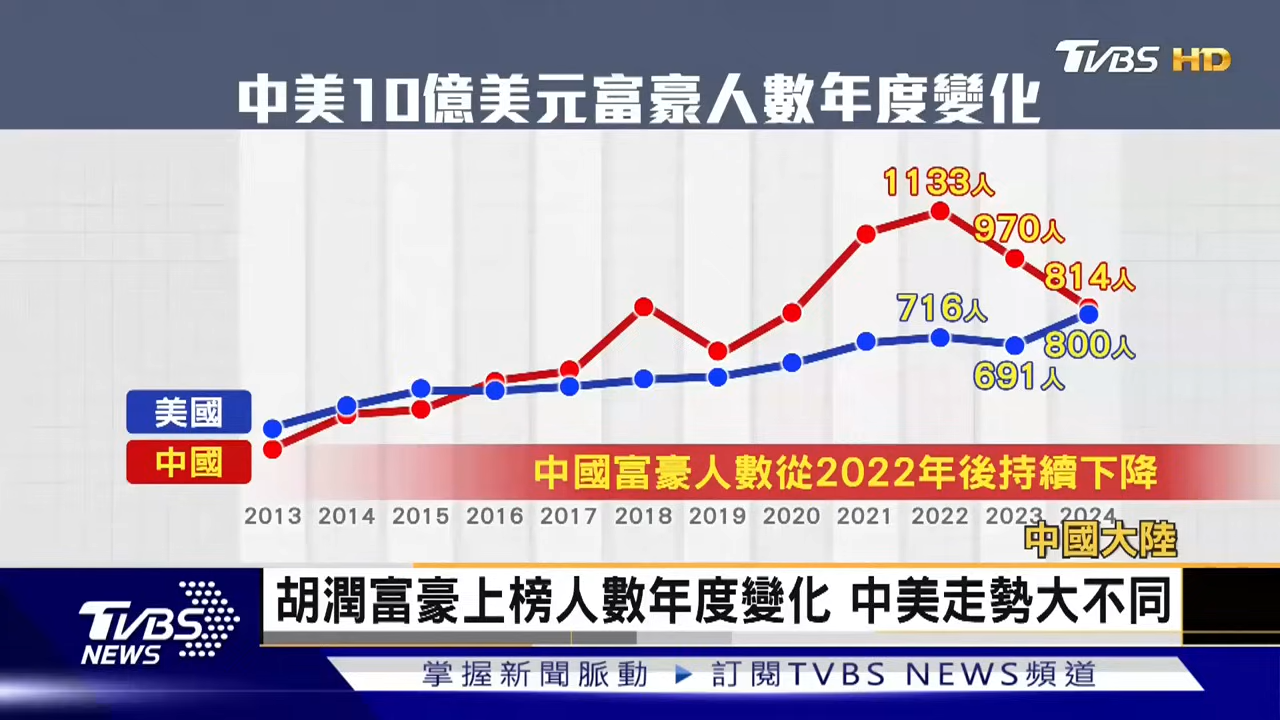 TVBS HD
中美10億美元富豪人數年度變化
1133人
970人
814人
716人
800人
691人
美國
中國
中國富豪人數從2022年後持續下降
2013 2014 2015 2016 2017 2018 2019 2020 2021 2022 2023 2024
中國大陸
胡潤富豪上榜人數年度變化 中美走勢大不同
TVBS NEWS
掌握新聞脈動 訂閱TVBS NEWS頻道